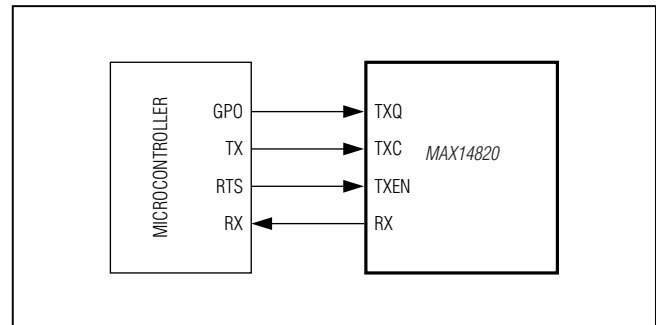 MICROCONTROLLER
GPO TXQ
TX TXC
MAX14820
RTS TXEN
RX RX